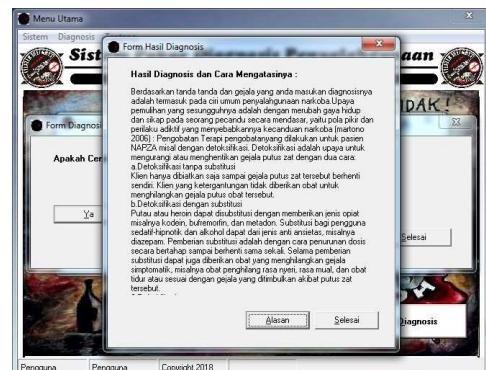 Menu Utama
Sistem Diagnosis
Sist
aan
IDAK!
Form Diagnosi
Apakah Cer
Ya
Selesai
Diagnosis
Form Hasil Diagnosis
Hasil Diagnosis dan Cara Mengatasinya :
Berdasarkan tanda tanda dan gejala yang anda masukan diagnosisnya
adalah termasuk pada ciri umum penyalahgunaan narkoba.Upaya
pemulihan yang sesungguhnya adalah dengan merubah gaya hidup
dan sikap pada seorang pecandu secara mendasar, yaitu pola pikir dan
perilaku adiktif yang menyebabkannya kecanduan narkoba [martono
2006] : Pengobatan Terapi pengobatanyang dilakukan untuk pasien
NAPZA misal dengan detoksifikasi. Detoksifikasi adalah upaya untuk
mengurangi atau menghentikan gejala putus zat dengan dua cara:
a.Detoksifikasi tanpa substitusi
Klien hanya dibiatkan saja sampai gejala putus zat tersebut berhenti
sendiri. Klien yang ketergantungan tidak diberikan obat untuk
menghilangkan gejala putus obat tersebut.
b.Detoksifikasi dengan substitusi
Putau atau heroin dapat disubstitusi dengan memberikan jenis opiat
misalnya kodein, bufremorfin, dan metadon. Substitusi bagi pengguna
sedatif-hipnotik dan alkohol dapat dari jenis anti ansietas, misalnya
diazepam. Pemberian substitusi adalah dengan cara penurunan dosis
secara bertahap sampai berhenti sama sekali. Selama pemberian
substitusi dapat juga diberikan obat yang menghilangkan gejala
simptomatik, misalnya obat penghilang rasa nyeri, rasa mual, dan obat
tidur atau sesuai dengan gejala yang ditimbulkan akibat putus zat
tersebut.
Alasan
Selesai
Pengguna
Pengguna
Copyright 2018